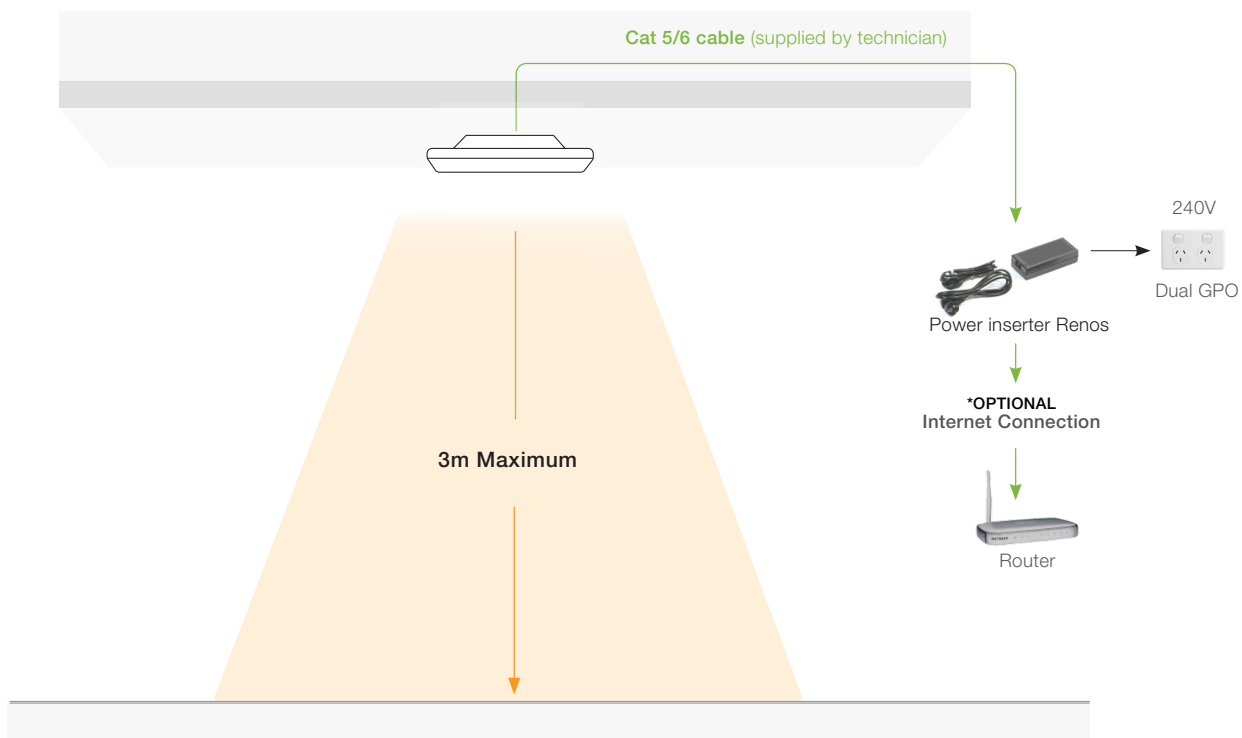 Cat 5/6 cable (supplied by technician)
240V
Dual GPO
Power inserter Renos
*OPTIONAL
Internet Connection
3m Maximum
NETGEAR
Router